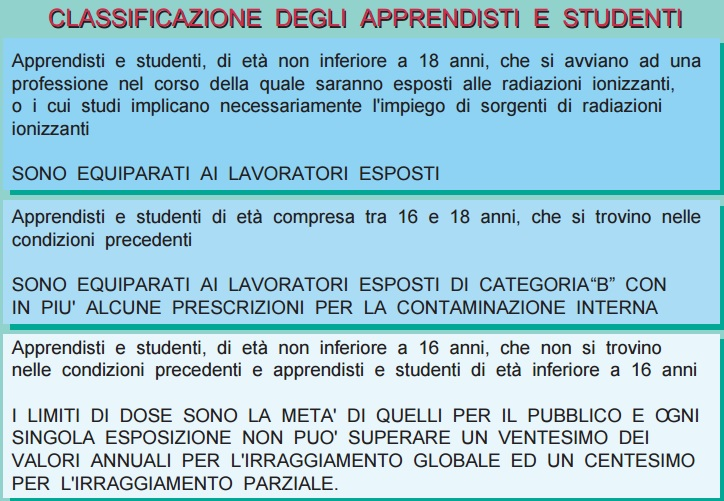 CLASSIFICAZIONE DEGLI APPRENDISTI E STUDENTI
Apprendisti e studenti, di età non inferiore a 18 anni, che si avviano ad una
professione nel corso della quale saranno esposti alle radiazioni ionizzanti,
o i cui studi implicano necessariamente l'impiego di sorgenti di radiazioni
ionizzanti
SONO EQUIPARATI AI LAVORATORI ESPOSTI
Apprendisti e studenti di età compresa tra 16 e 18 anni, che si trovino nelle
condizioni precedenti
SONO EQUIPARATI AI LAVORATORI ESPOSTI DI CATEGORIA“B” CON
IN PIU' ALCUNE PRESCRIZIONI PER LA CONTAMINAZIONE INTERNA
Apprendisti e studenti, di età non inferiore a 16 anni, che non si trovino
nelle condizioni precedenti e apprendisti e studenti di età inferiore a 16 anni
I LIMITI DI DOSE SONO LA META' DI QUELLI PER IL PUBBLICO E OGNI
SINGOLA ESPOSIZIONE NON PUO' SUPERARE UN VENTESIMO DEI
VALORI ANNUALI PER L'IRRAGGIAMENTO GLOBALE ED UN CENTESIMO
PER L'IRRAGGIAMENTO PARZIALE.